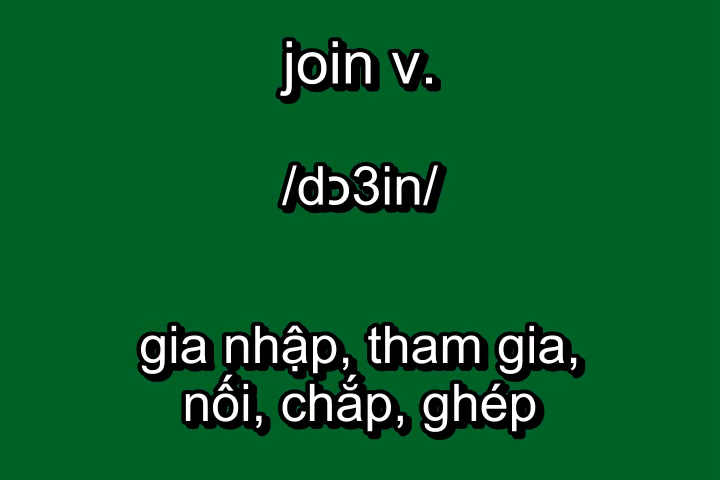 join v.
/dɔ3in/
gia nhập, tham gia,
nối, chắp, ghép